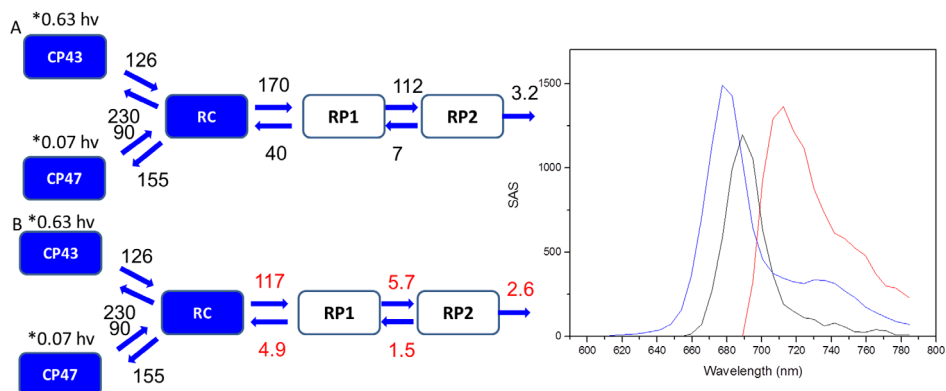 A
*0.63 hv
CP43
126
230
90
*0.07 hv
CP47
155
RC
170
40
RP1
112
7
RP2
3.2
B
*0.63 hv
CP43
126
230
90
*0.07 hv
CP47
155
RC
117
4.9
RP1
5.7
1.5
RP2
2.6
SAS
1500
1000
500
0
600 620 640 660 680 700 720 740 760 780 800
Wavelength (nm)